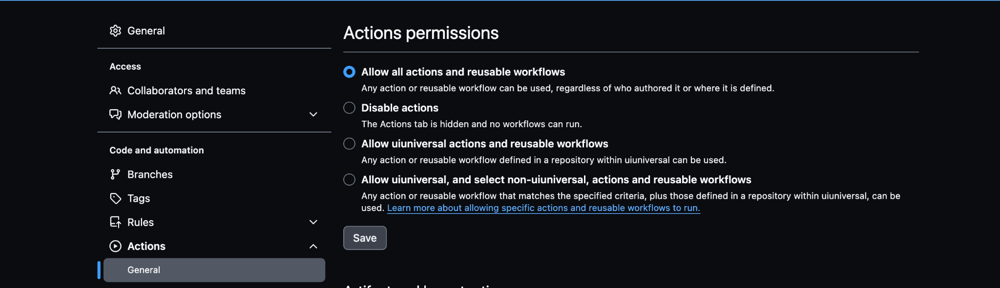 General
Access
Collaborators and teams
Moderation options
Code and automation
Branches
Tags
Rules
Actions
General
Actions permissions
Allow all actions and reusable workflows
Any action or reusable workflow can be used, regardless of who authored it or where it is defined.
Disable actions
The Actions tab is hidden and no workflows can run.
Allow uiuniversal actions and reusable workflows
Any action or reusable workflow defined in a repository within uiuniversal can be used.
Allow uiuniversal, and select non-uiuniversal, actions and reusable workflows
Any action or reusable workflow that matches the specified criteria, plus those defined in a repository within uiuniversal, can be
used. Learn more about allowing specific actions and reusable workflows to run.
Save